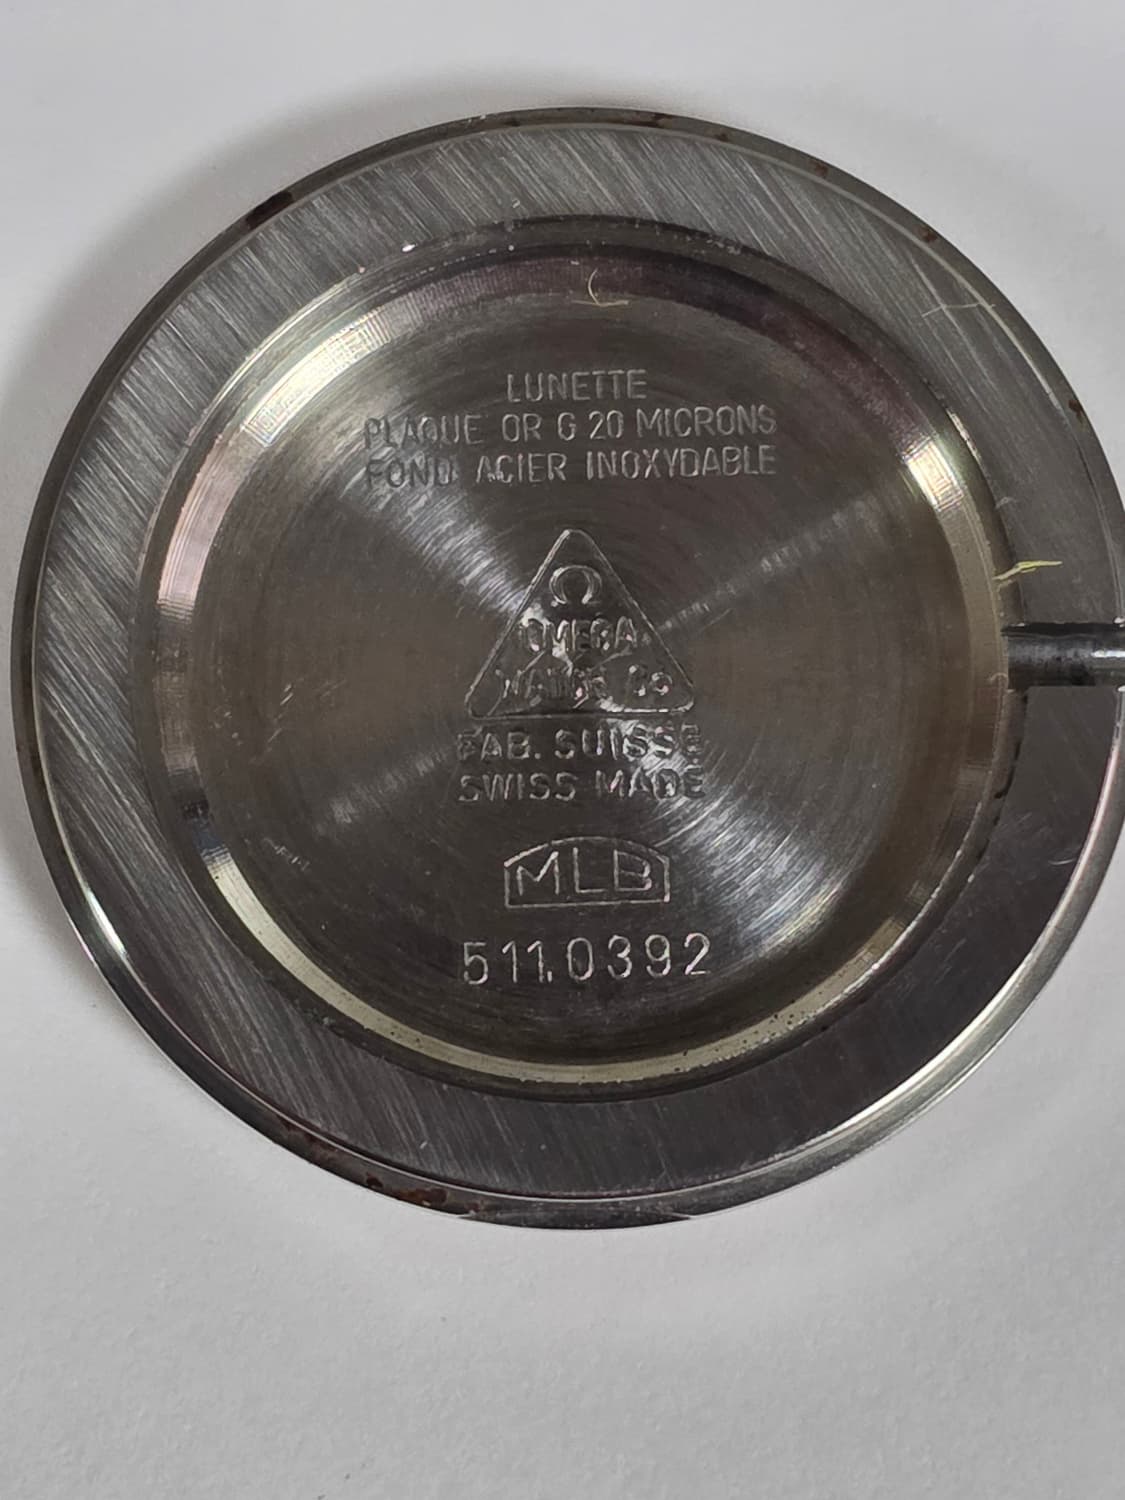 LUNETTE
PLAQUE OR G 20 MICRONS
FOND ACIER INOXYDABLE
Ω
OMEGA
WATCH Co
FAB. SUISSE
SWISS MADE
MLB
511.0392